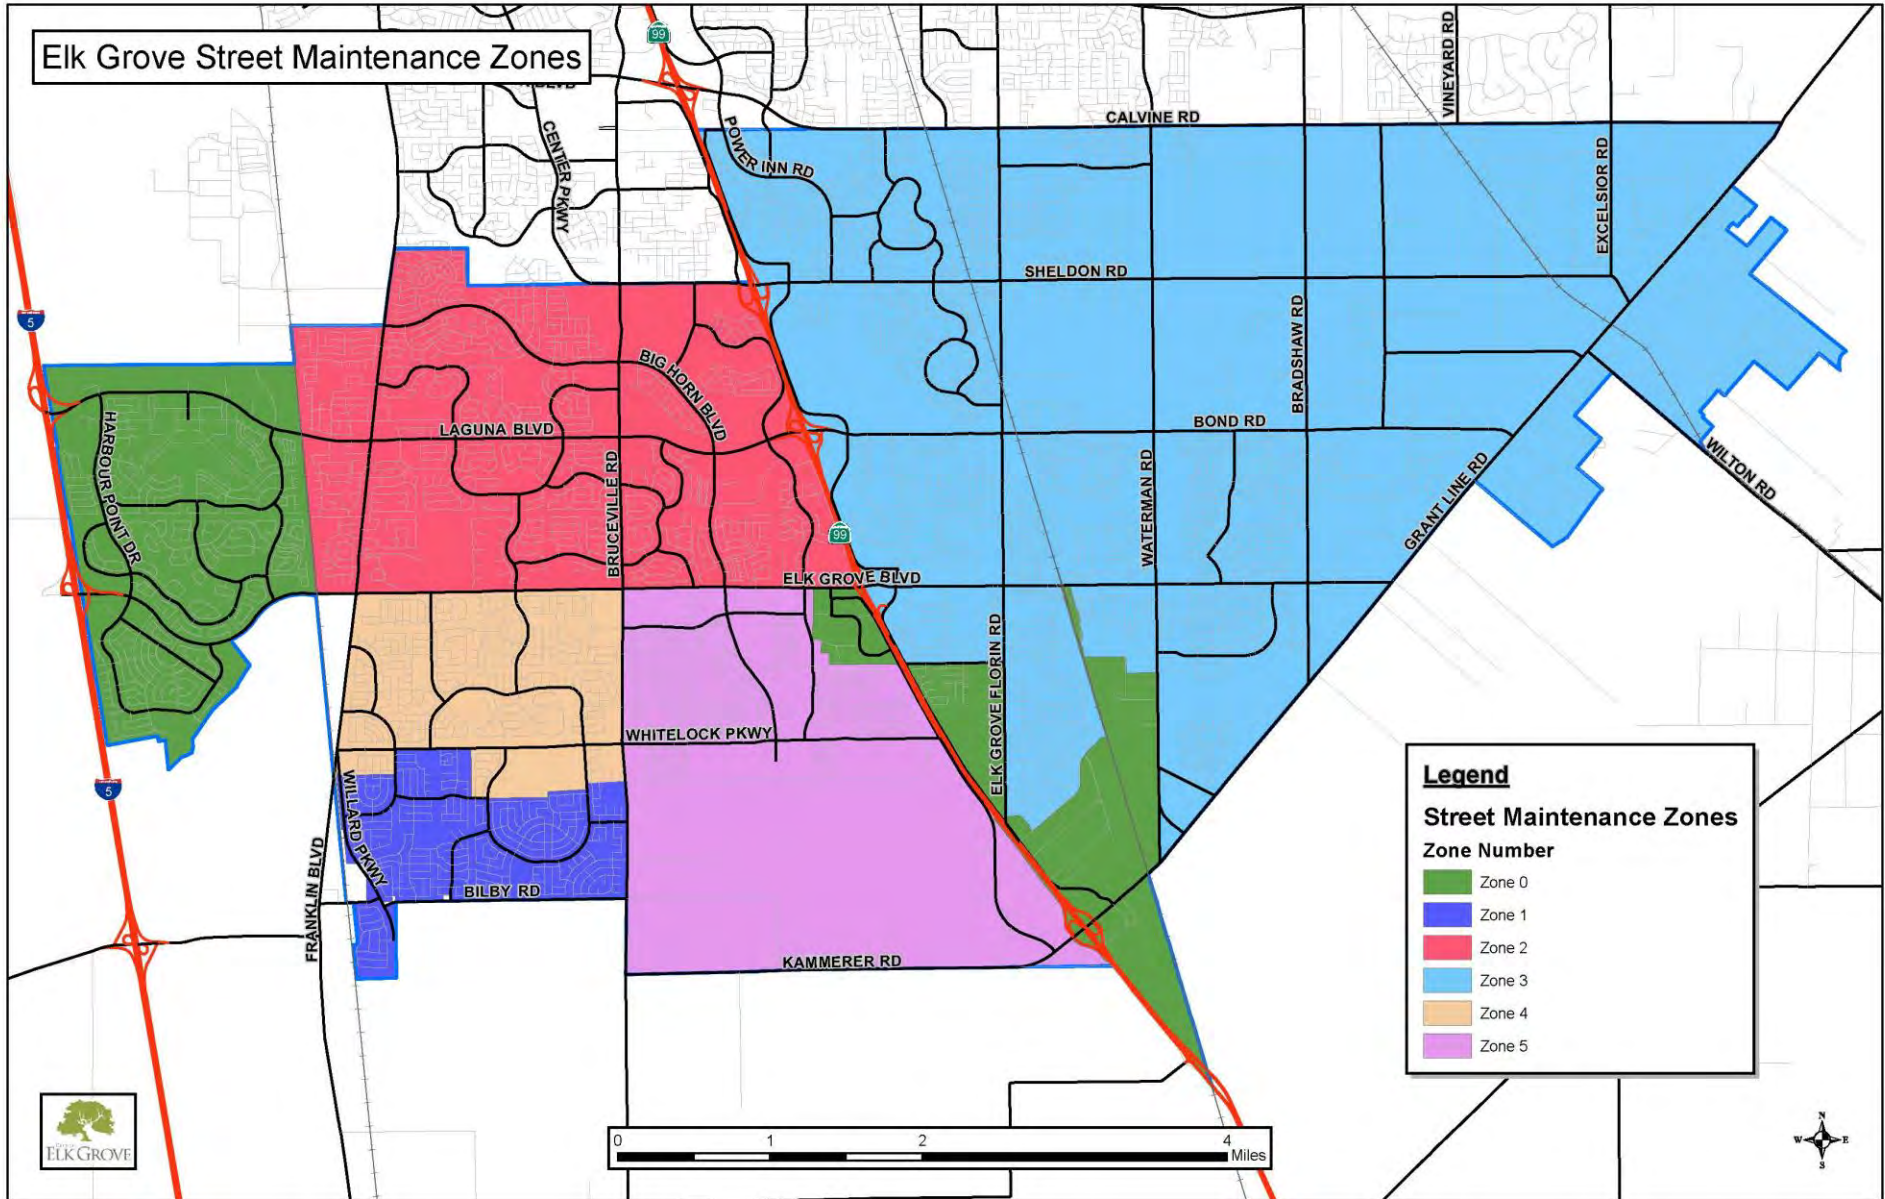 Elk Grove Street Maintenance Zones
99
BLVD
CENTER PKWY
POWER INN RD
CALVINE RD
VINEYARD RD
EXCELSIOR RD
SHELDON RD
5
BIG HORN BLVD
BRADSHAW RD
HARBOUR POINT DR
LAGUNA BLVD
BOND RD
BRUCEVILLE RD
WATERMAN RD
GRANT LINE RD
WILTON RD
99
ELK GROVE BLVD
ELK GROVE FLORIN RD
WHITELOCK PKWY
5
WILLARD PKWY
FRANKLIN BLVD
BILBY RD
KAMMERER RD
Legend
Street Maintenance Zones
Zone Number
Zone 0
Zone 1
Zone 2
Zone 3
Zone 4
Zone 5
ELK GROVE
0 1 2 4
Miles
N
W E
S